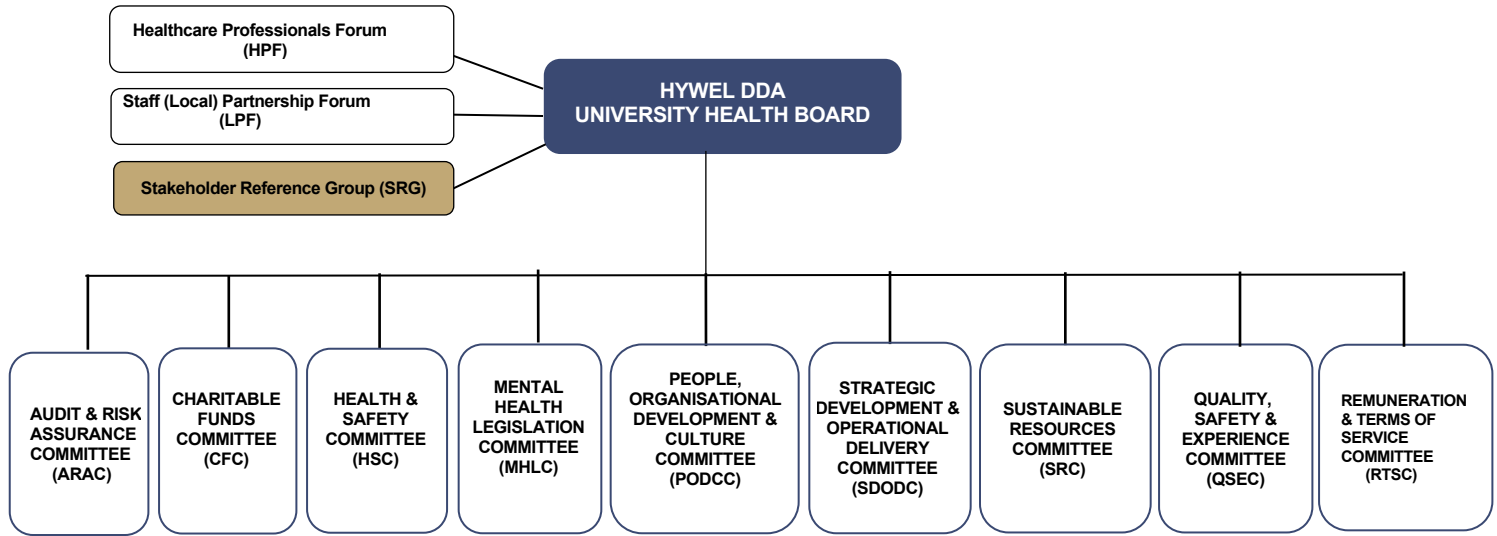 Healthcare Professionals Forum
(HPF)
Staff (Local) Partnership Forum
(LPF)
Stakeholder Reference Group (SRG)
HYWEL DDA
UNIVERSITY HEALTH BOARD
AUDIT & RISK
ASSURANCE
COMMITTEE
(ARAC)
CHARITABLE
FUNDS
COMMITTEE
(CFC)
HEALTH &
SAFETY
COMMITTEE
(HSC)
MENTAL
HEALTH
LEGISLATION
COMMITTEE
(MHLC)
PEOPLE,
ORGANISATIONAL
DEVELOPMENT &
CULTURE
COMMITTEE
(PODCC)
STRATEGIC
DEVELOPMENT &
OPERATIONAL
DELIVERY
COMMITTEE
(SDODC)
SUSTAINABLE
RESOURCES
COMMITTEE
(SRC)
QUALITY,
SAFETY &
EXPERIENCE
COMMITTEE
(QSEC)
REMUNERATION
& TERMS OF
SERVICE
COMMITTEE
(RTSC)